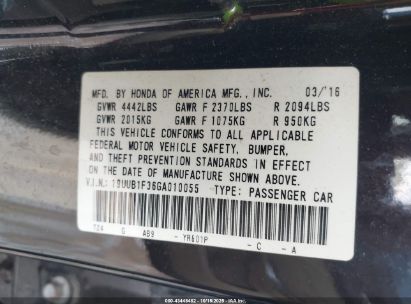 MFD. BY HONDA OF AMERICA MFG., INC. 03/'16
GVWR 4442LBS GAWR F 2370LBS R 2094LBS
GVWR 2015KG GAWR F 1075KG R 950KG
THIS VEHICLE CONFORMS TO ALL APPLICABLE
FEDERAL MOTOR VEHICLE SAFETY, BUMPER,
AND THEFT PREVENTION STANDARDS IN EFFECT
ON THE DATE OF MANUFACTURE SHOWN ABOVE.
V.I.N.: 19UUB1F36GA010055 TYPE: PASSENGER CAR
G AB9 YR601P C A